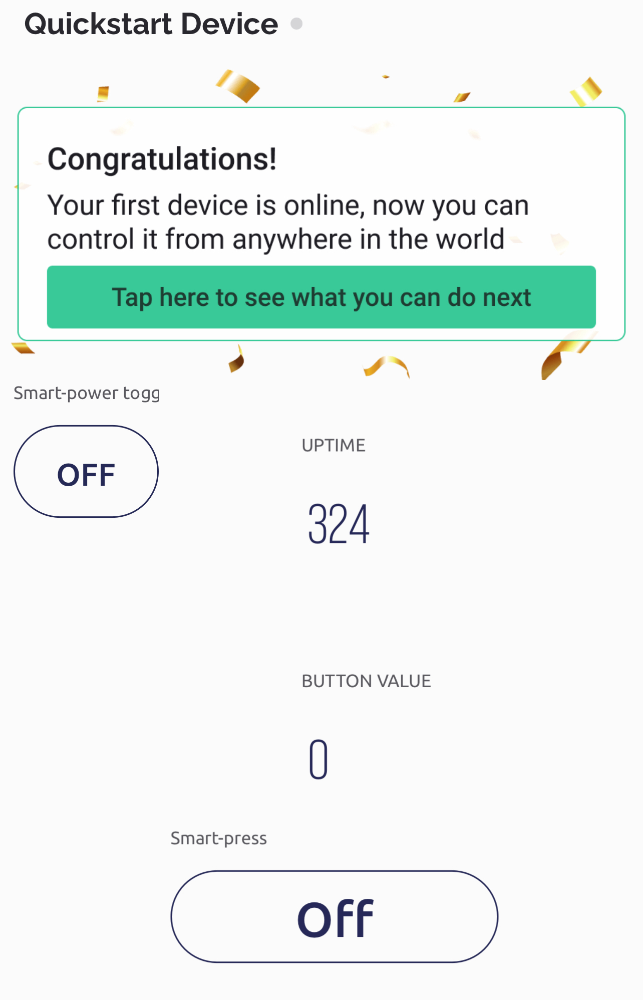 Quickstart Device
Congratulations!
Your first device is online, now you can
control it from anywhere in the world
Tap here to see what you can do next
Smart-power togg
OFF
UPTIME
324
BUTTON VALUE
0
Smart-press
Off